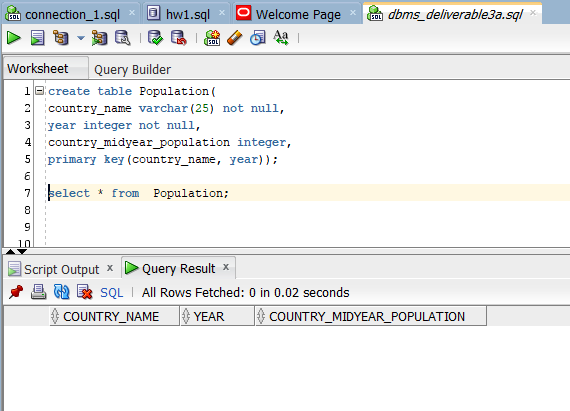 connection_1.sql hw1.sql Welcome Page dbms_deliverable3a.sql
SQL Aa
Worksheet Query Builder
1 create table Population(
2 country_name varchar(25) not null,
3 year integer not null,
4 country_midyear_population integer,
5 primary key(country_name, year));
6
7 select * from  Population;
8
9
10
Script Output x Query Result x
SQL | All Rows Fetched: 0 in 0.02 seconds
COUNTRY_NAME YEAR COUNTRY_MIDYEAR_POPULATION